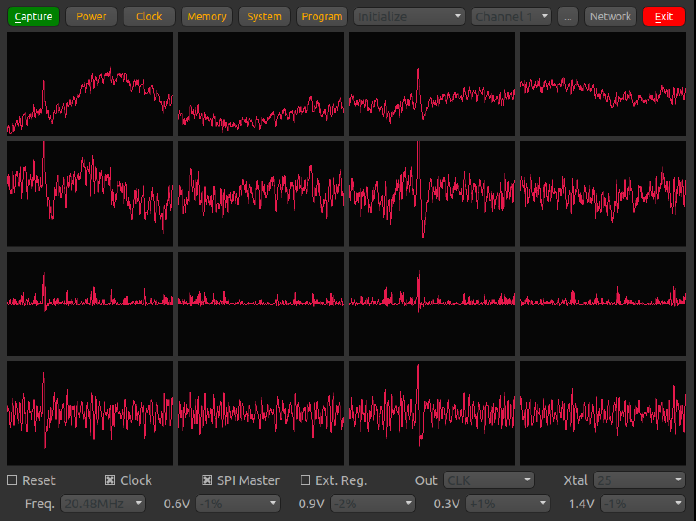 Capture Power Clock Memory System Program Initialize Channel 1 ... Network Exit
Reset Clock SPI Master Ext. Reg. Out CLK Xtal 25
Freq. 20.48MHz 0.6V -1% 0.9V -2% 0.3V +1% 1.4V -1%